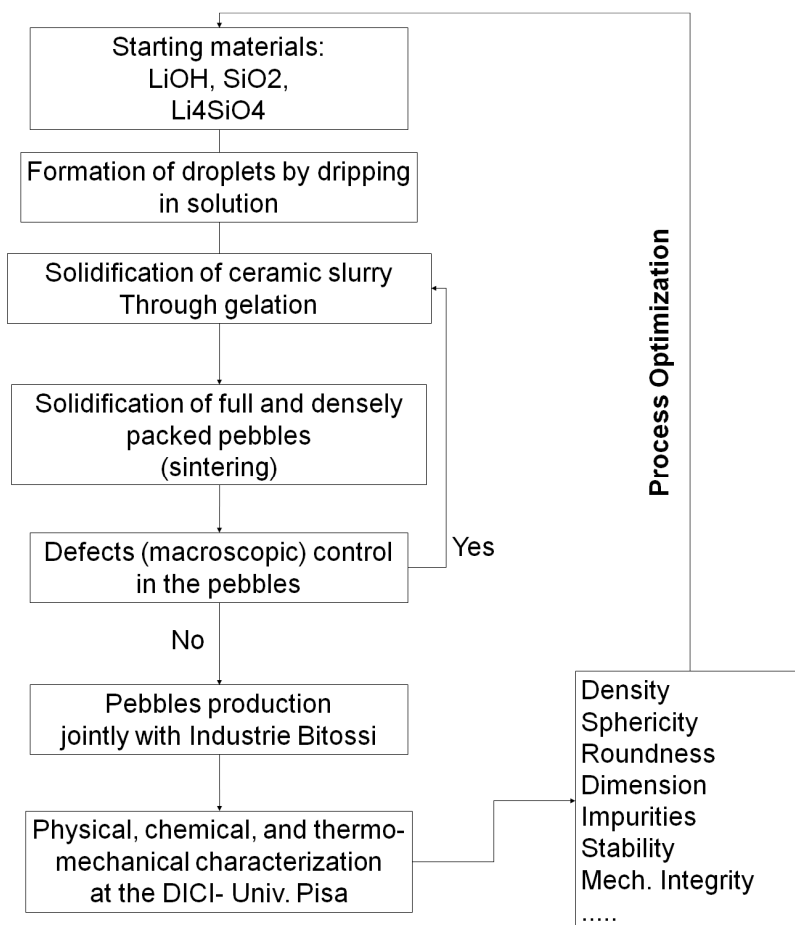 Starting materials:
LiOH, SiO2,
Li4SiO4
Formation of droplets by dripping
in solution
Solidification of ceramic slurry
Through gelation
Solidification of full and densely
packed pebbles
(sintering)
Defects (macroscopic) control
in the pebbles
Yes
No
Pebbles production
jointly with Industrie Bitossi
Physical, chemical, and thermo-
mechanical characterization
at the DICI- Univ. Pisa
Density
Sphericity
Roundness
Dimension
Impurities
Stability
Mech. Integrity
.....
Process Optimization